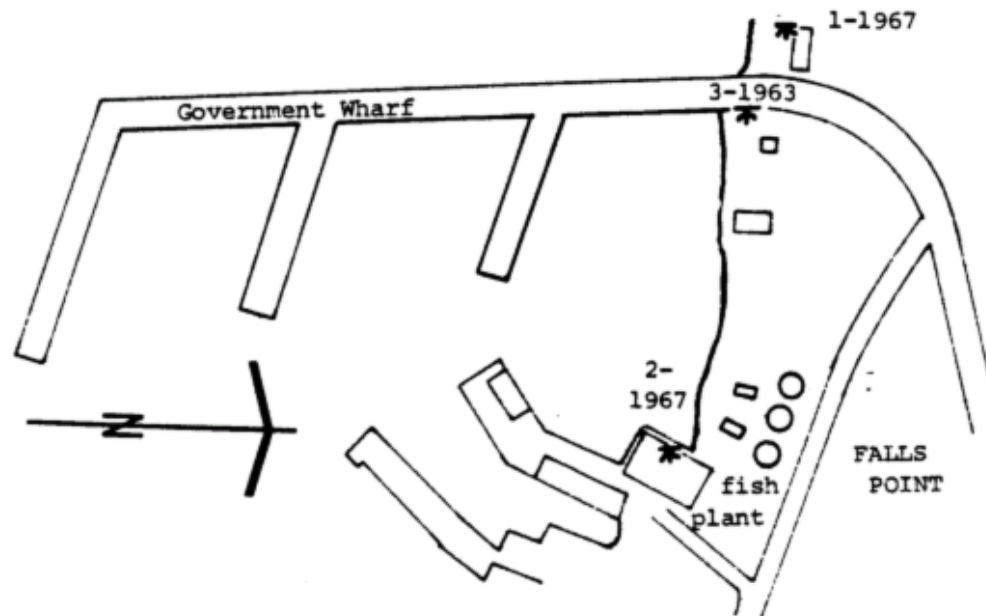 1-1967
3-1963
Government Wharf
2-
1967
N
FALLS
POINT
fish
plant